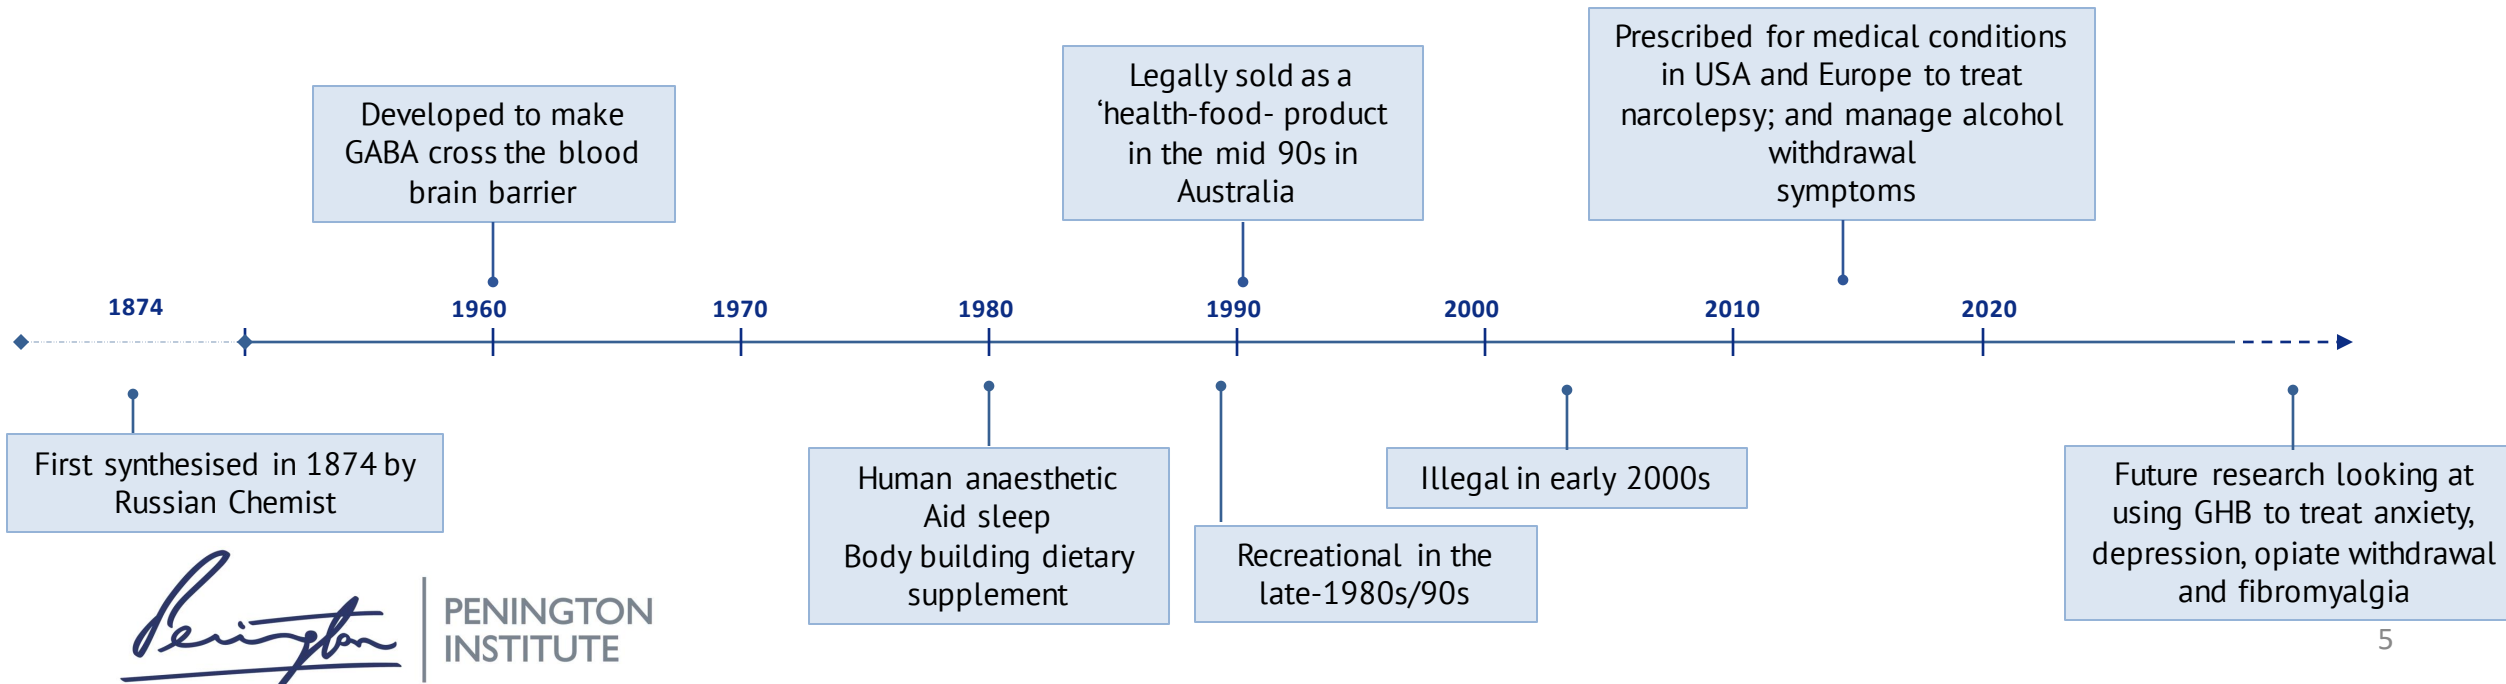 Developed to make
GABA cross the blood
brain barrier
Legally sold as a
‘health-food- product
in the mid 90s in
Australia
Prescribed for medical conditions
in USA and Europe to treat
narcolepsy; and manage alcohol
withdrawal
symptoms
1874
1960
1970
1980
1990
2000
2010
2020
First synthesised in 1874 by
Russian Chemist
Human anaesthetic
Aid sleep
Body building dietary
supplement
Recreational in the
late-1980s/90s
Illegal in early 2000s
Future research looking at
using GHB to treat anxiety,
depression, opiate withdrawal
and fibromyalgia
Penington
PENINGTON
INSTITUTE
5